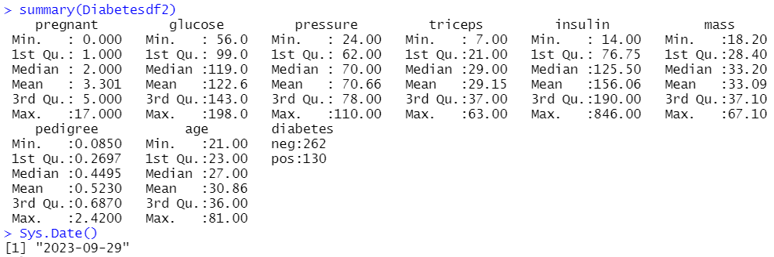 > summary(Diabetesdf2)
    pregnant         glucose         pressure         triceps         insulin            mass
 Min.   : 0.000   Min.   : 56.0   Min.   : 24.00   Min.   : 7.00   Min.   : 14.00   Min.   :18.20
 1st Qu.: 1.000   1st Qu.: 99.0   1st Qu.: 62.00   1st Qu.:21.00   1st Qu.: 76.75   1st Qu.:28.40
 Median : 2.000   Median :119.0   Median : 70.00   Median :29.00   Median :125.50   Median :33.20
 Mean   : 3.301   Mean   :122.6   Mean   : 70.66   Mean   :29.15   Mean   :156.06   Mean   :33.09
 3rd Qu.: 5.000   3rd Qu.:143.0   3rd Qu.: 78.00   3rd Qu.:37.00   3rd Qu.:190.00   3rd Qu.:37.10
 Max.   :17.000   Max.   :198.0   Max.   :110.00   Max.   :63.00   Max.   :846.00   Max.   :67.10
    pedigree           age        diabetes
 Min.   :0.0850   Min.   :21.00   neg:262
 1st Qu.:0.2697   1st Qu.:23.00   pos:130
 Median :0.4495   Median :27.00
 Mean   :0.5230   Mean   :30.86
 3rd Qu.:0.6870   3rd Qu.:36.00
 Max.   :2.4200   Max.   :81.00
> Sys.Date()
[1] "2023-09-29"